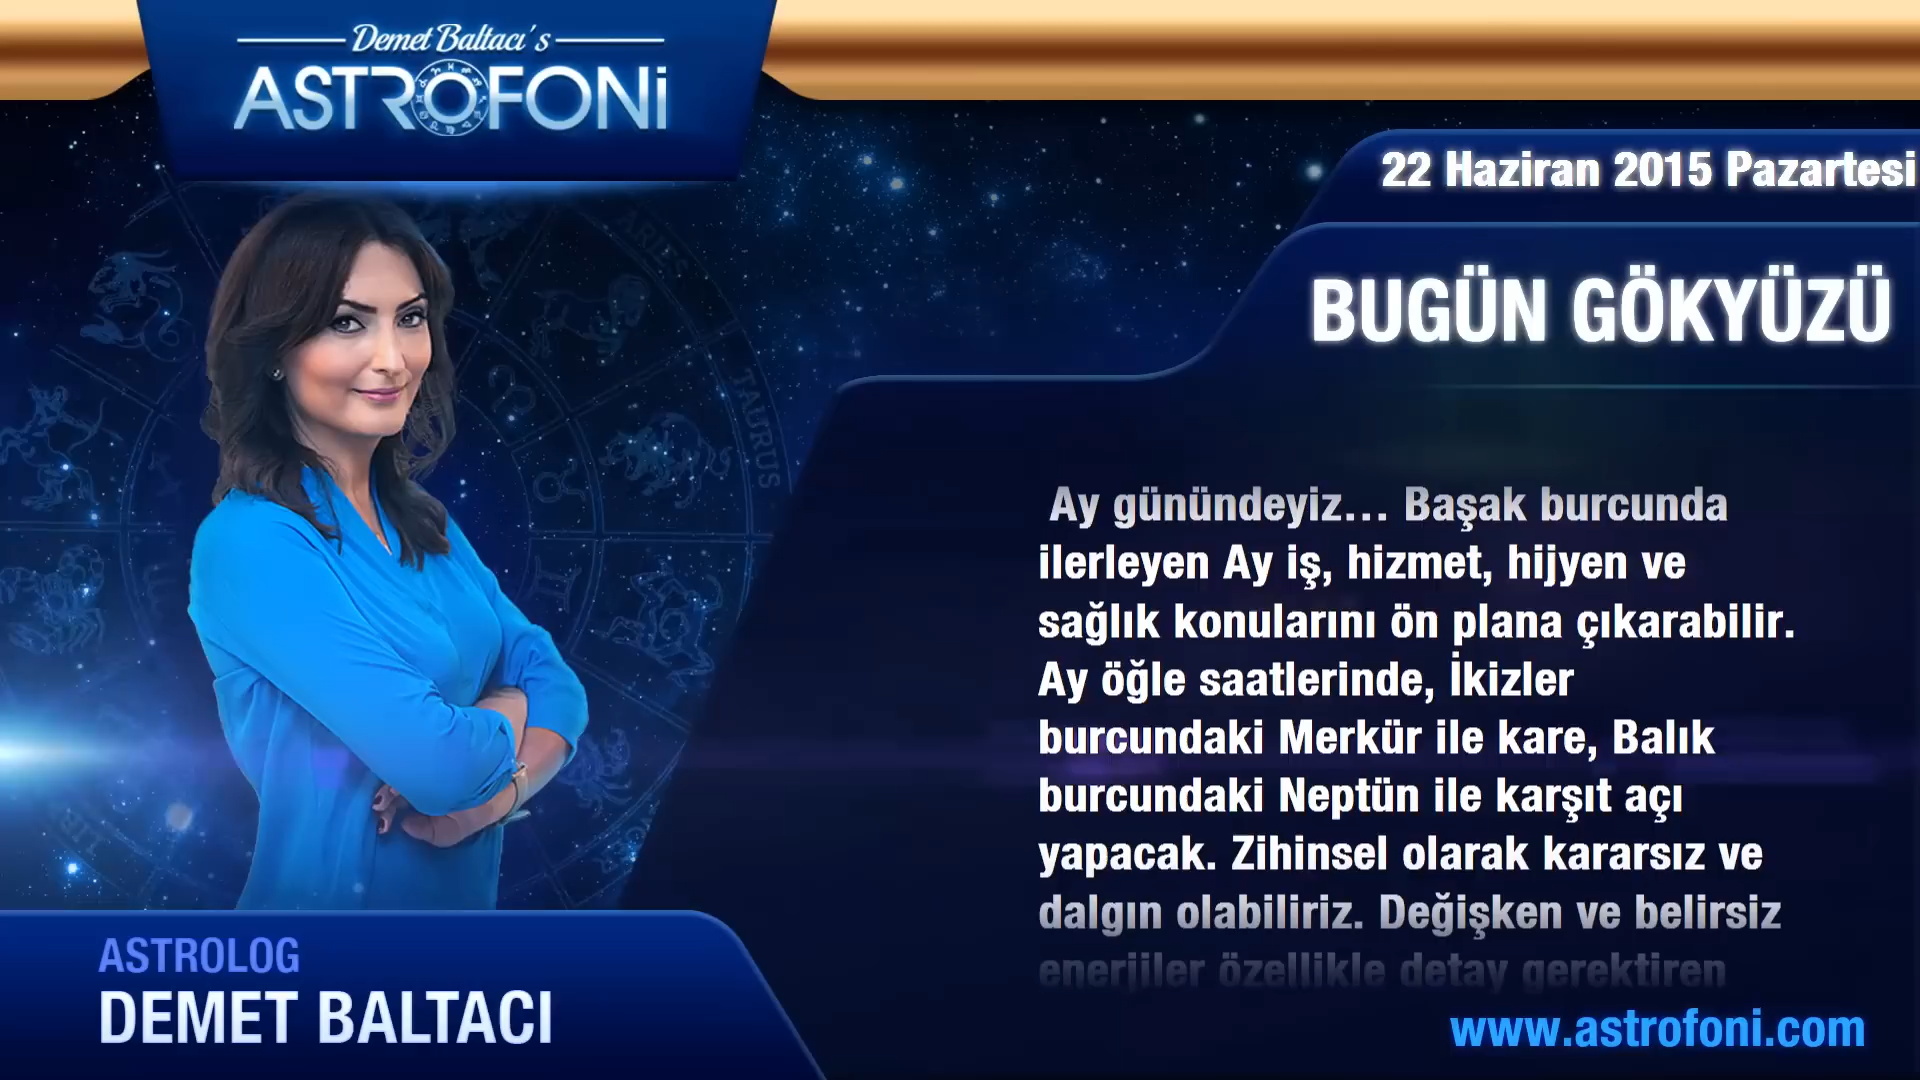 Demet Baltacı's
ASTROFONi
22 Haziran 2015 Pazartesi
BUGÜN GÖKYÜZÜ
ARIES
TAURUS
Ay günündeyiz... Başak burcunda
ilerleyen Ay iş, hizmet, hijyen ve
sağlık konularını ön plana çıkarabilir.
Ay öğle saatlerinde, İkizler
burcundaki Merkür ile kare, Balık
burcundaki Neptün ile karşıt açı
yapacak. Zihinsel olarak kararsız ve
dalgın olabiliriz. Değişken ve belirsiz
enerjiler özellikle detay gerektiren
ASTROLOG
DEMET BALTACI
www.astrofoni.com